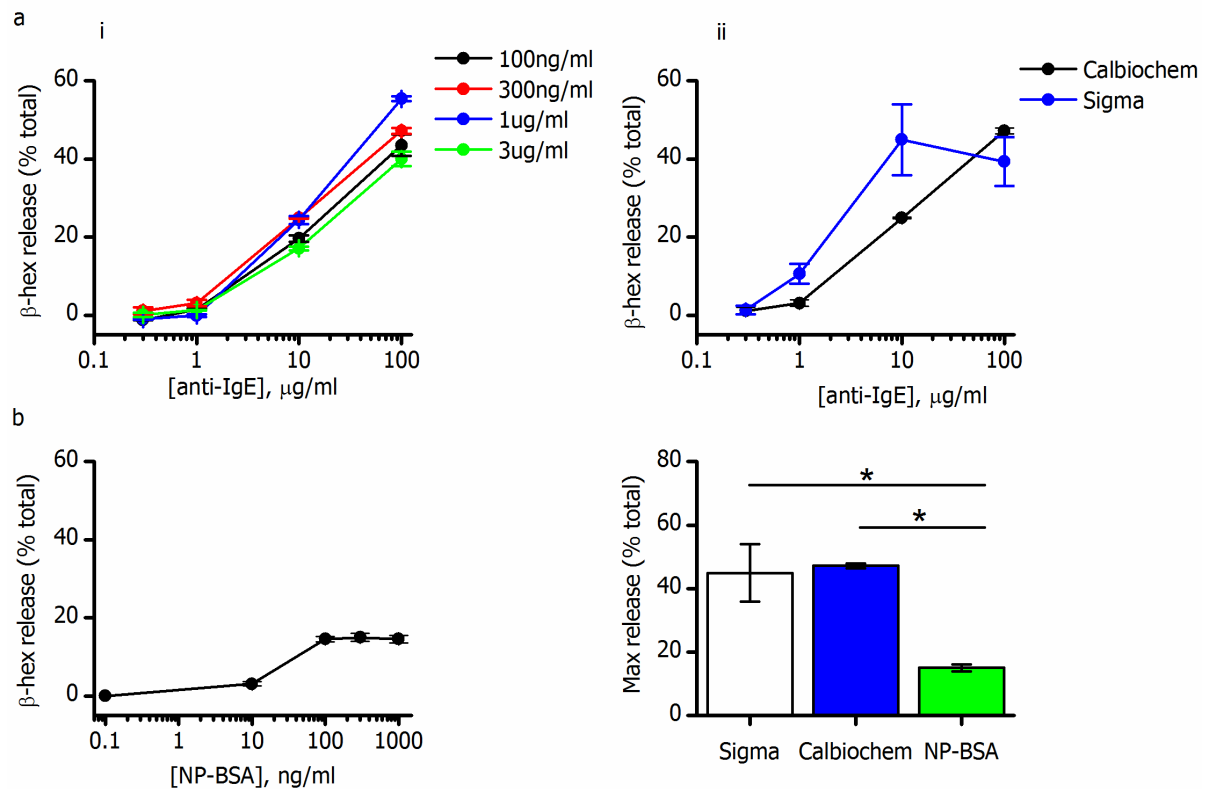 a
i
100ng/ml
300ng/ml
1ug/ml
3ug/ml
β-hex release (% total)
60
40
20
0
0.1 1 10 100
[anti-IgE], μg/ml
ii
Calbiochem
Sigma
β-hex release (% total)
60
40
20
0
0.1 1 10 100
[anti-IgE], μg/ml
b
β-hex release (% total)
60
40
20
0
0.1 1 10 100 1000
[NP-BSA], ng/ml
Max release (% total)
80
60
40
20
0
*
*
Sigma Calbiochem NP-BSA